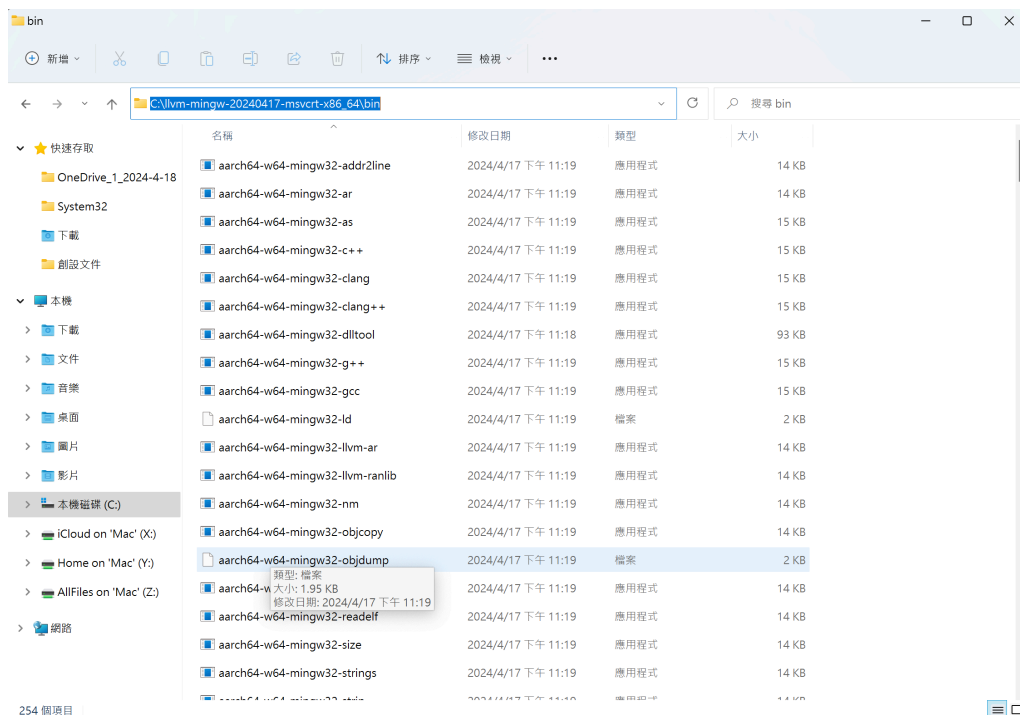 bin
新增 排序 檢視
C:\llvm-mingw-20240417-msvcrt-x86_64\bin 搜尋 bin
快速存取
OneDrive_1_2024-4-18
System32
下載
創設文件
本機
下載
文件
音樂
桌面
圖片
影片
本機磁碟 (C:)
iCloud on 'Mac' (X:)
Home on 'Mac' (Y:)
AllFiles on 'Mac' (Z:)
網路
名稱 修改日期 類型 大小
aarch64-w64-mingw32-addr2line 2024/4/17 下午 11:19 應用程式 14 KB
aarch64-w64-mingw32-ar 2024/4/17 下午 11:19 應用程式 14 KB
aarch64-w64-mingw32-as 2024/4/17 下午 11:19 應用程式 15 KB
aarch64-w64-mingw32-c++ 2024/4/17 下午 11:19 應用程式 15 KB
aarch64-w64-mingw32-clang 2024/4/17 下午 11:19 應用程式 15 KB
aarch64-w64-mingw32-clang++ 2024/4/17 下午 11:19 應用程式 15 KB
aarch64-w64-mingw32-dlltool 2024/4/17 下午 11:18 應用程式 93 KB
aarch64-w64-mingw32-g++ 2024/4/17 下午 11:19 應用程式 15 KB
aarch64-w64-mingw32-gcc 2024/4/17 下午 11:19 應用程式 15 KB
aarch64-w64-mingw32-ld 2024/4/17 下午 11:19 檔案 2 KB
aarch64-w64-mingw32-llvm-ar 2024/4/17 下午 11:19 應用程式 14 KB
aarch64-w64-mingw32-llvm-ranlib 2024/4/17 下午 11:19 應用程式 14 KB
aarch64-w64-mingw32-nm 2024/4/17 下午 11:19 應用程式 14 KB
aarch64-w64-mingw32-objcopy 2024/4/17 下午 11:19 應用程式 14 KB
aarch64-w64-mingw32-objdump 2024/4/17 下午 11:19 檔案 2 KB
類型: 檔案
大小: 1.95 KB
修改日期: 2024/4/17 下午 11:19
aarch64-w 2024/4/17 下午 11:19 應用程式 14 KB
aarch64-w64-mingw32-readelf 2024/4/17 下午 11:19 應用程式 14 KB
aarch64-w64-mingw32-size 2024/4/17 下午 11:19 應用程式 14 KB
aarch64-w64-mingw32-strings 2024/4/17 下午 11:19 應用程式 14 KB
254 個項目